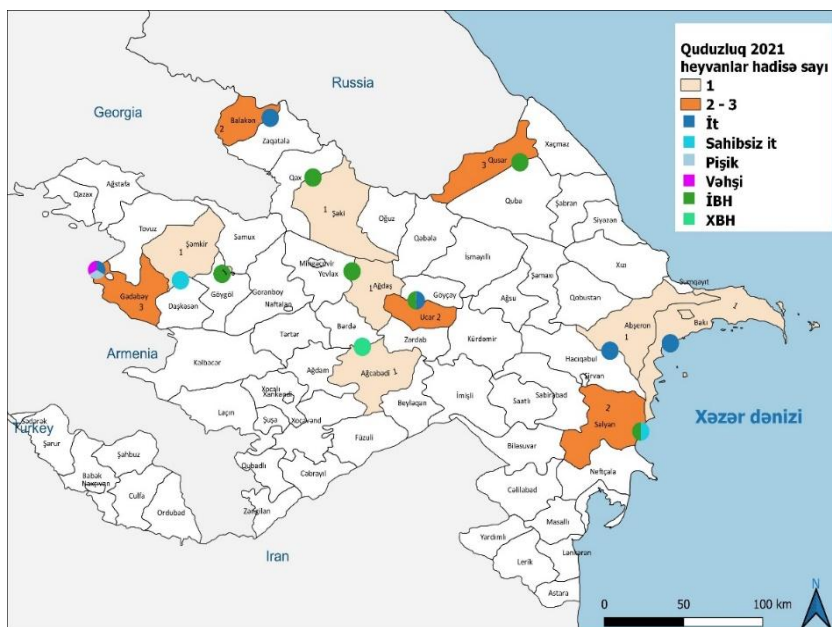 Quduzluq 2021
heyvanlar hadisə sayı
1
2 - 3
İt
Sahibsiz it
Pişik
Vəhşi
İBH
XBH
Russia
Georgia
Balakən
2
Zaqatala
Xaçmaz
Qusar
3
Qax
Quba
Şabran
Siyəzən
Ağstafa
Qazax
Tovuz
Şəmkir
1
Samux
1
Şəki
Oğuz
Qəbələ
İsmayıllı
Şamaxı
Xızı
Sumqayıt
Gədəbəy
3
Daşkəsən
Göygöl
Goranboy
Naftalan
Mingəçevir
Yevlax
1
Ağdaş
Göyçay
Ucar 2
Ağsu
Qobustan
Abşeron
1
Bakı
1
Tərtər
Bərdə
Zərdab
Kürdəmir
Hacıqabul
Şirvan
Armenia
Kəlbəcər
Ağdam
Ağcabədi 1
Xocalı
Xankəndi
Laçın
Şuşa
Xocavənd
Beyləqan
İmişli
Saatlı
Sabirabad
2
Salyan
Xəzər dənizi
Füzuli
Biləsuvar
Neftçala
Sədərək
Turkey
Şərur
Şahbuz
Babək
Naxçıvan
Culfa
Ordubad
Qubadlı
Cəbrayıl
Zəngilan
Cəlilabad
Masallı
Yardımlı
Lənkəran
Lerik
Astara
Iran
N
0
50
100 km